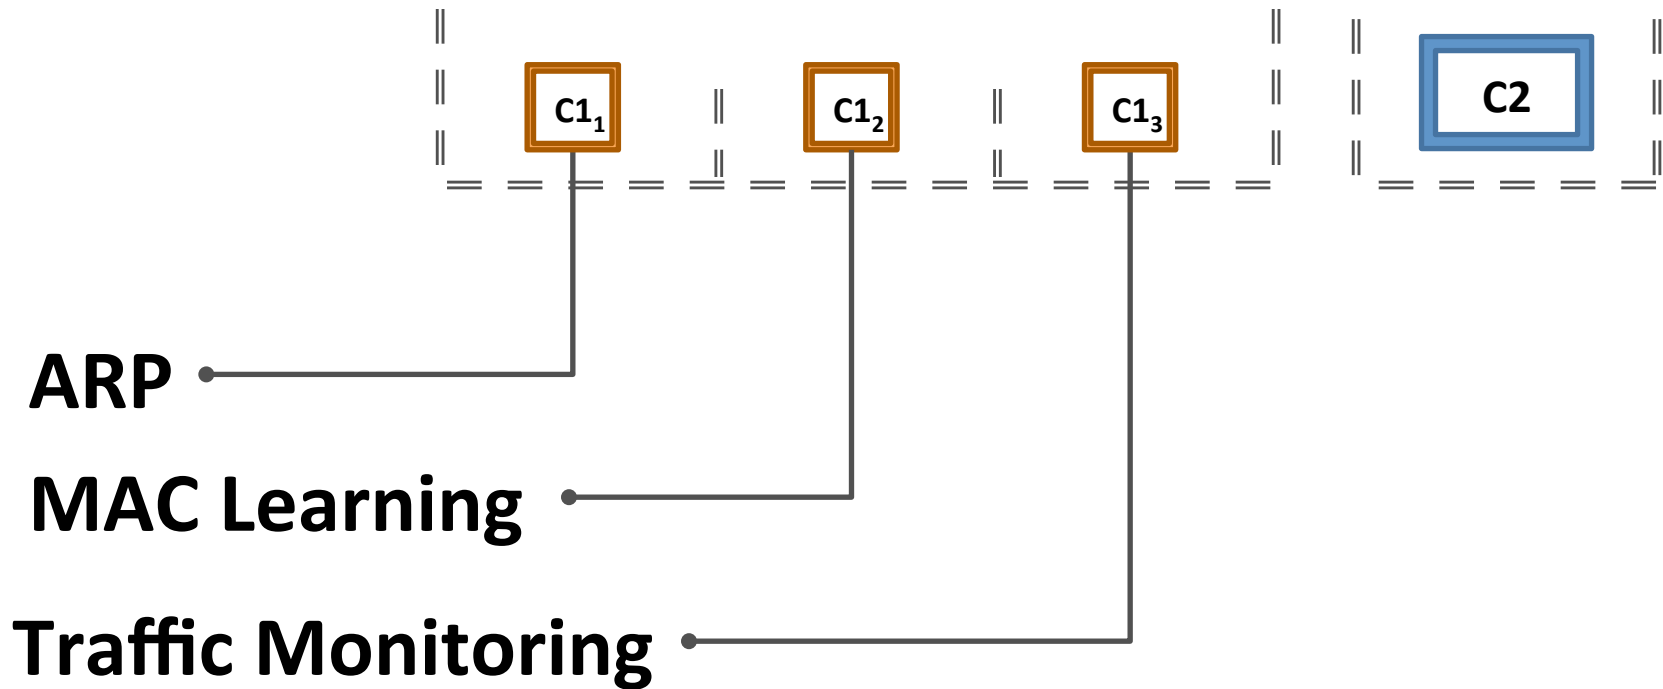 C1₁ C1₂ C1₃ C2
ARP
MAC Learning
Traffic Monitoring